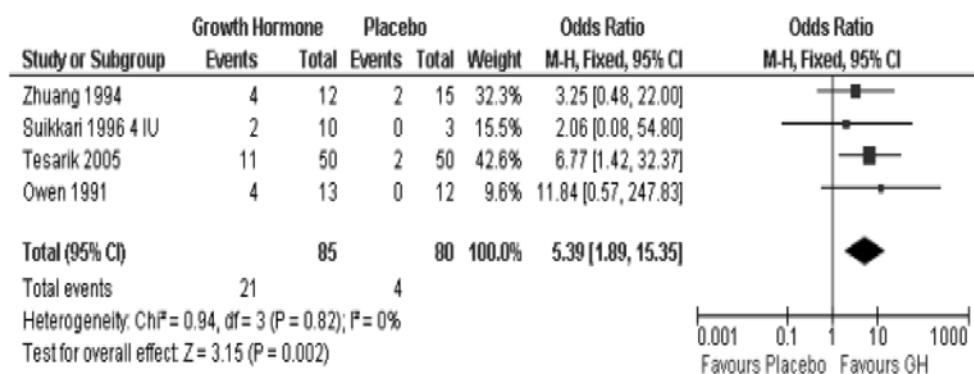 Growth Hormone Placebo Odds Ratio Odds Ratio
Study or Subgroup Events Total Events Total Weight M-H, Fixed, 95% CI M-H, Fixed, 95% CI
Zhuang 1994 4 12 2 15 32.3% 3.25 [0.48, 22.00]
Suikkari 1996 4 IU 2 10 0 3 15.5% 2.06 [0.08, 54.80]
Tesarik 2005 11 50 2 50 42.6% 6.77 [1.42, 32.37]
Owen 1991 4 13 0 12 9.6% 11.84 [0.57, 247.83]
Total (95% CI) 85 80 100.0% 5.39 [1.89, 15.35]
Total events 21 4
Heterogeneity: Chi² = 0.94, df = 3 (P = 0.82); I² = 0%
Test for overall effect: Z = 3.15 (P = 0.002)
0.001 0.1 1 10 1000
Favours Placebo Favours GH